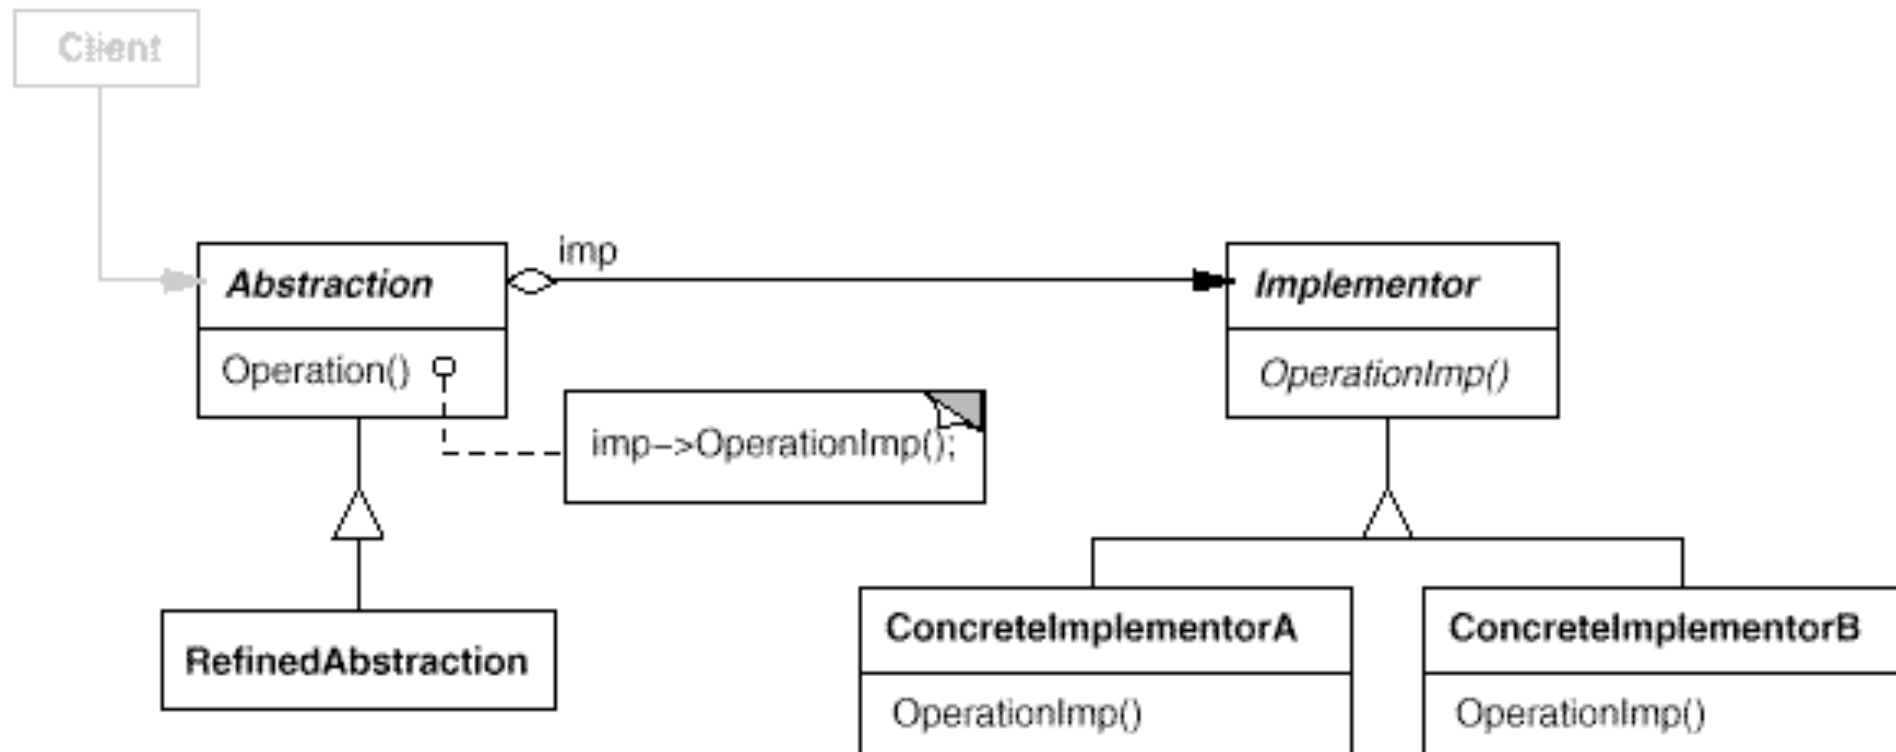 Client
imp
Abstraction
Implementor
Operation()
OperationImp()
imp–>OperationImp();
RefinedAbstraction
ConcreteImplementorA
ConcreteImplementorB
OperationImp()
OperationImp()